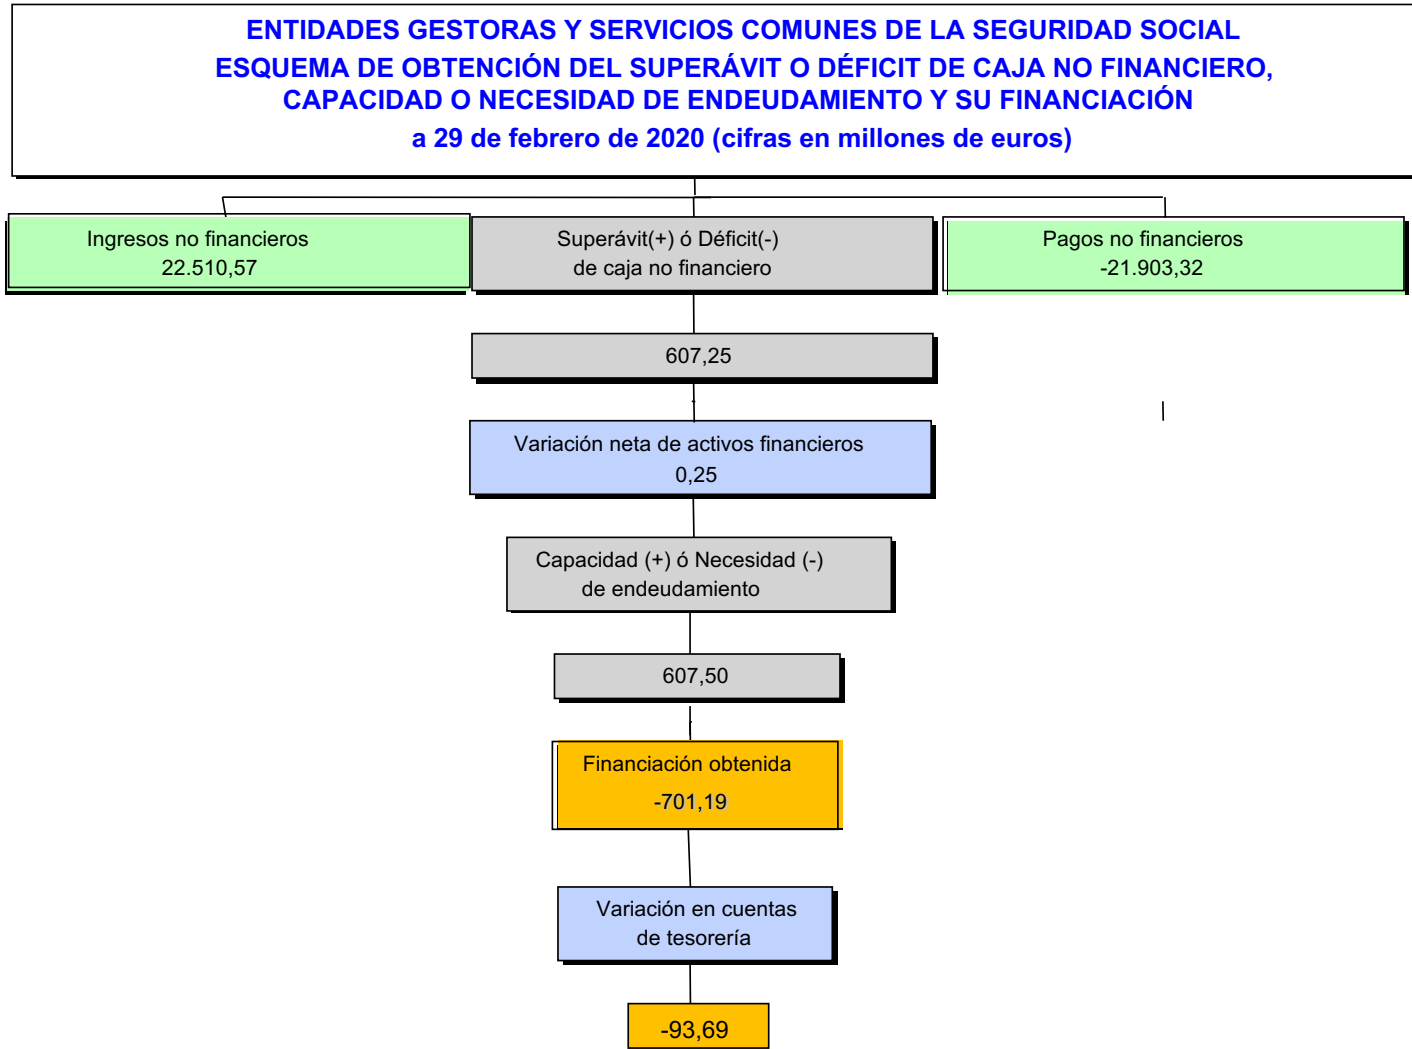 ENTIDADES GESTORAS Y SERVICIOS COMUNES DE LA SEGURIDAD SOCIAL
ESQUEMA DE OBTENCIÓN DEL SUPERÁVIT O DÉFICIT DE CAJA NO FINANCIERO,
CAPACIDAD O NECESIDAD DE ENDEUDAMIENTO Y SU FINANCIACIÓN
a 29 de febrero de 2020 (cifras en millones de euros)
Ingresos no financieros
22.510,57
Superávit(+) ó Déficit(-)
de caja no financiero
Pagos no financieros
-21.903,32
607,25
Variación neta de activos financieros
0,25
Capacidad (+) ó Necesidad (-)
de endeudamiento
607,50
Financiación obtenida
-701,19
Variación en cuentas
de tesorería
-93,69